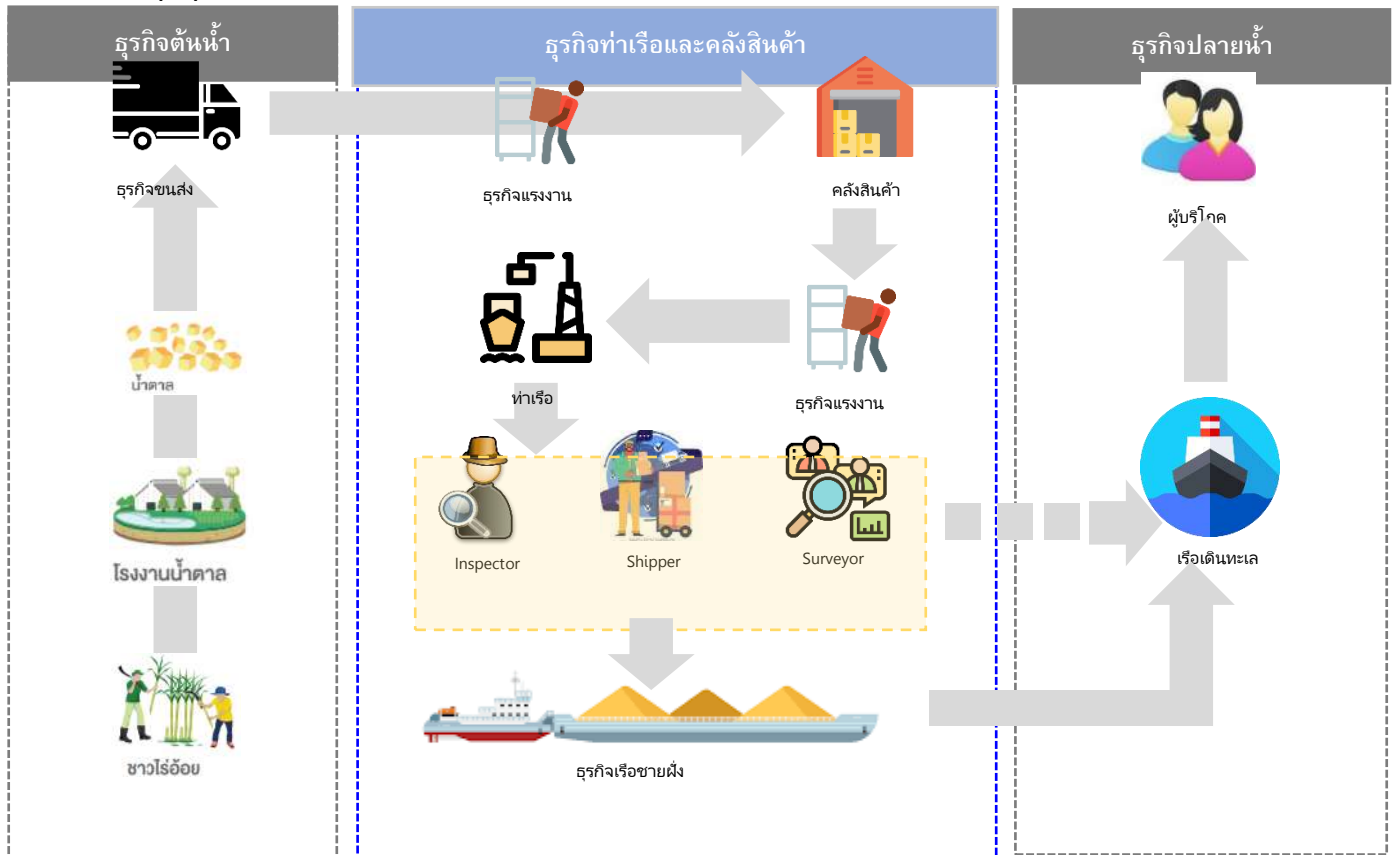 ธุรกิจต้นน้ำ
ธุรกิจขนส่ง
น้ำตาล
โรงงานน้ำตาล
ชาวไร่อ้อย
ธุรกิจท่าเรือและคลังสินค้า
ธุรกิจแรงงาน
คลังสินค้า
ท่าเรือ
ธุรกิจแรงงาน
Inspector
Shipper
Surveyor
ธุรกิจเรือชายฝั่ง
ธุรกิจปลายน้ำ
ผู้บริโภค
เรือเดินทะเล